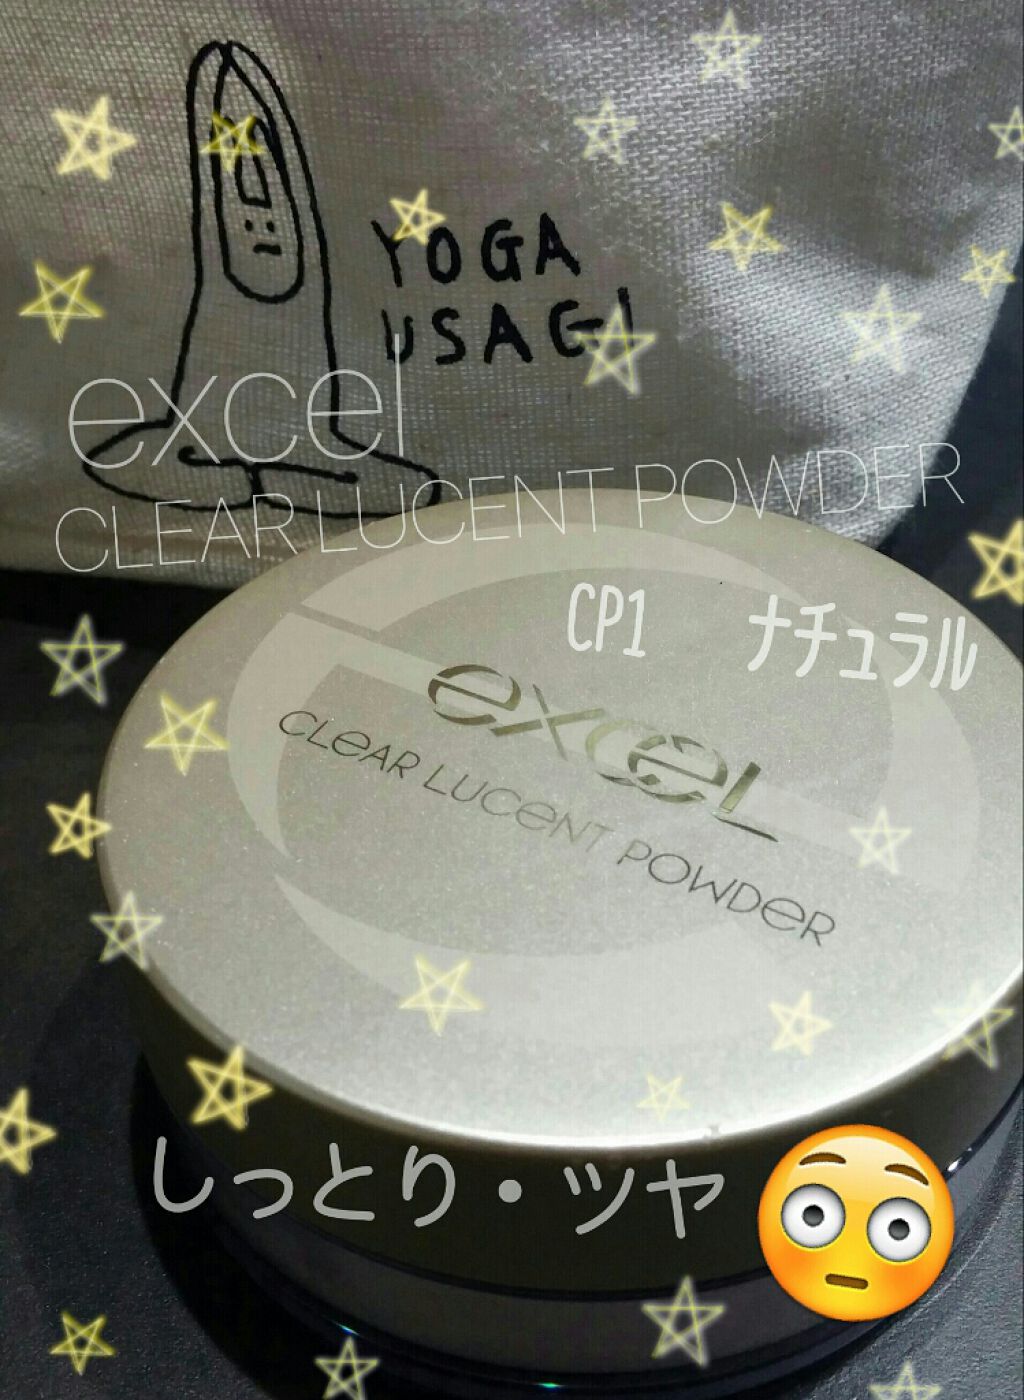 YOGA
USAGI
excel
CLEAR LUCENT POWDER
CP1 ナチュラル
excel
CLEAR LUCENT POWDER
しっとり・ツヤ